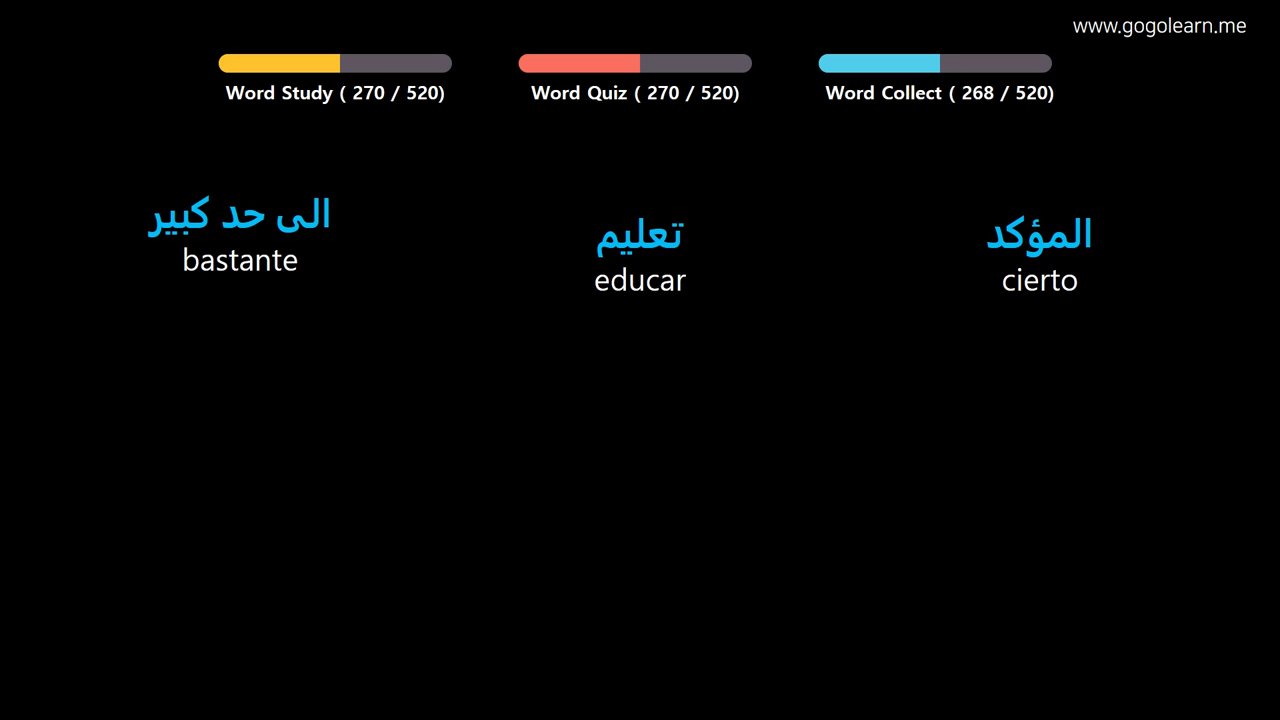 www.gogolearn.me
Word Study ( 270 / 520)
Word Quiz ( 270 / 520)
Word Collect ( 268 / 520)
الى حد كبير
bastante
تعليم
educar
المؤكد
cierto